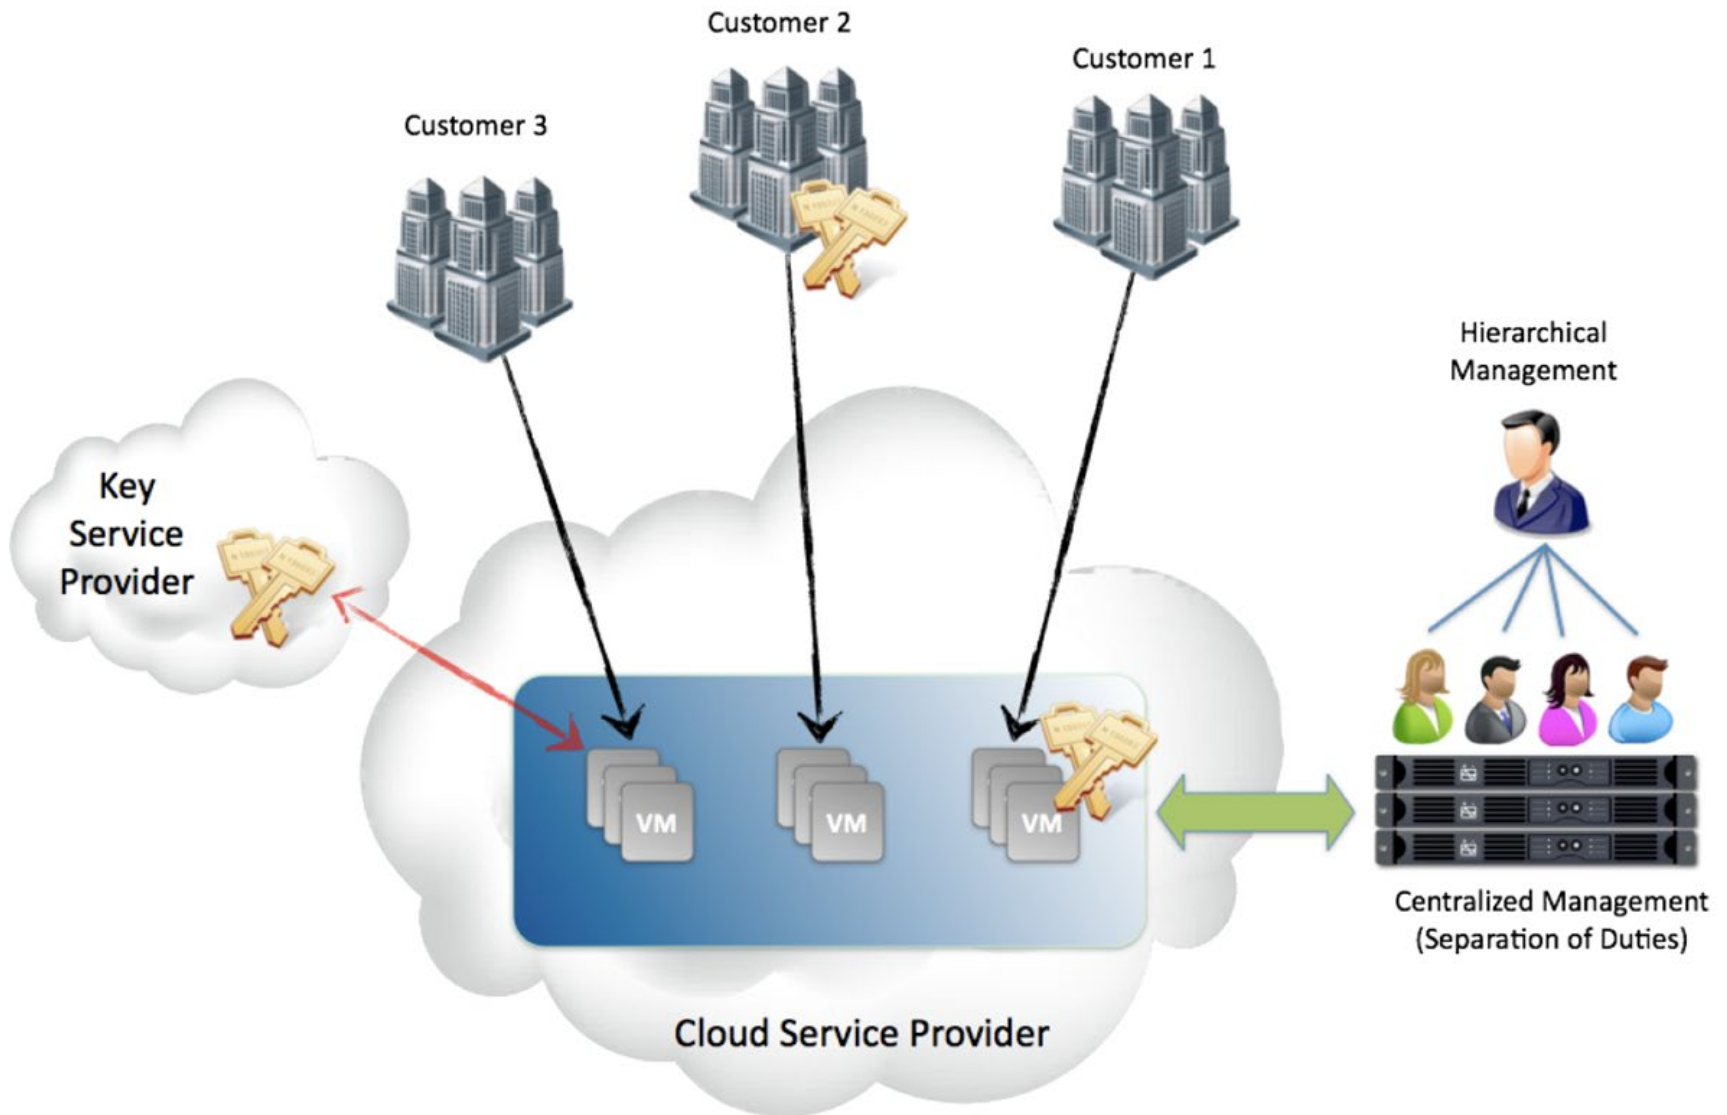 Customer 2
Customer 1
Customer 3
Hierarchical
Management
Key
Service
Provider
VM
VM
VM
Centralized Management
(Separation of Duties)
Cloud Service Provider